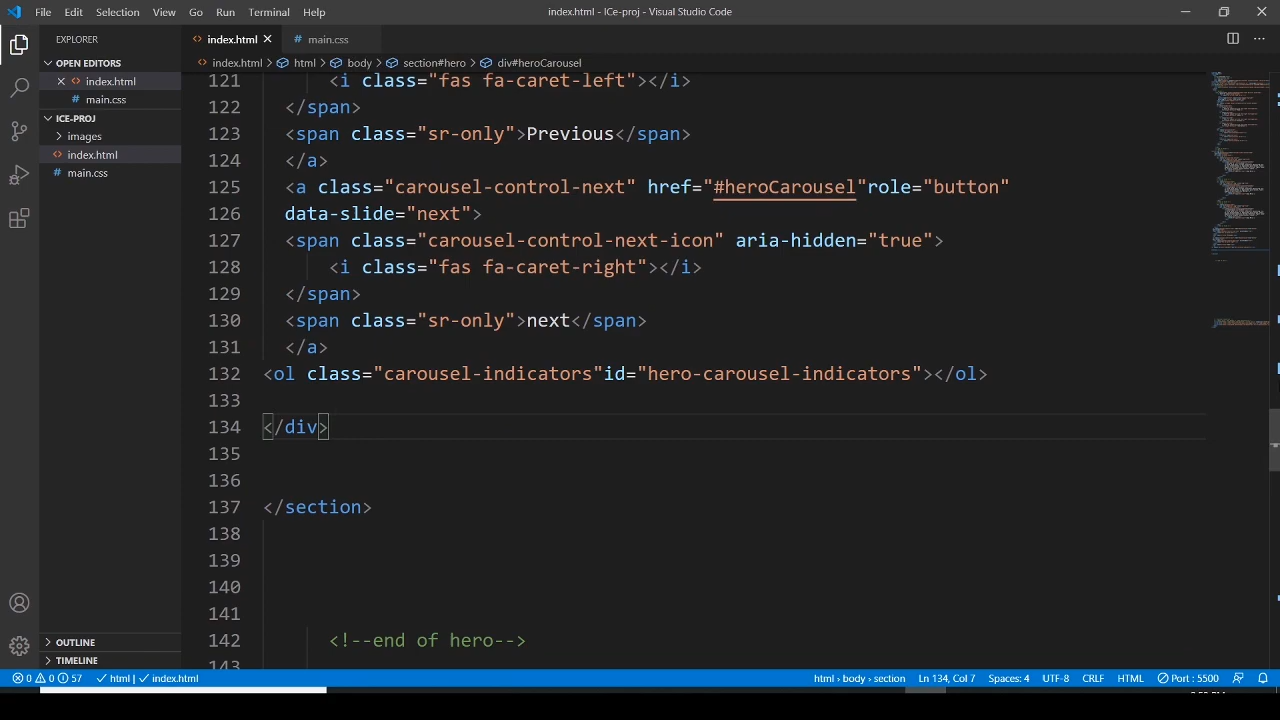 File Edit Selection View Go Run Terminal Help index.html - ICe-proj - Visual Studio Code
EXPLORER
index.html
main.css
OPEN EDITORS
index.html
main.css
ICE-PROJ
images
index.html
main.css
OUTLINE
TIMELINE
index.html > html > body > section#hero > div#heroCarousel
121 <i class="fas fa-caret-left"></i>
122 </span>
123 <span class="sr-only">Previous</span>
124 </a>
125 <a class="carousel-control-next" href="#heroCarousel"role="button"
126 data-slide="next">
127 <span class="carousel-control-next-icon" aria-hidden="true">
128 <i class="fas fa-caret-right"></i>
129 </span>
130 <span class="sr-only">next</span>
131 </a>
132 <ol class="carousel-indicators"id="hero-carousel-indicators"></ol>
133
134 </div>
135
136
137 </section>
138
139
140
141
142 <!--end of hero-->
143
0 0 57 html | index.html html › body › section Ln 134, Col 7 Spaces: 4 UTF-8 CRLF HTML Port : 5500